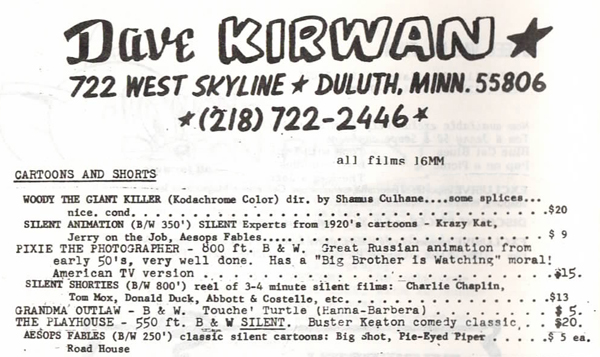 Dave KIRWAN ★
722 WEST SKYLINE ★ DULUTH, MINN. 55806
★(218) 722-2446★
all films 16MM
CARTOONS AND SHORTS
WOODY THE GIANT KILLER (Kodachrome Color) dir. by Shamus Culhane....some splices...
nice. cond. . . . . . . . . . . . . . . . . . . . . . . . . . . . . . . . . . . .$20
SILENT ANIMATION (B/W 350') SILENT Experts from 1920's cartoons - Krazy Kat,
Jerry on the Job, Aesops Fables. . . . . . . . . . . . . . . . . . . . . . . . . .$ 9
PIXIE THE PHOTOGRAPHER - 800 ft. B & W. Great Russian animation from
early 50's, very well done. Has a "Big Brother is Watching" moral!
American TV version . . . . . . . . . . . . . . . . . . . . . . . . . . .$15.
SILENT SHORTIES (B/W 800') reel of 3-4 minute silent films: Charlie Chaplin,
Tom Mox, Donald Duck, Abbott & Costello, etc. . . . . . . . . . . . . . . . . . .$13
GRANDMA OUTLAW - B & W. Touche' Turtle (Hanna-Barbera) . . . . . . . . . . $ 5.
THE PLAYHOUSE - 550 ft. B & W SILENT. Buster Keaton comedy classic. . . $20.
AESOPS FABLES (B/W 250') classic silent cartoons: Big Shot, Pie-Eyed Piper . . . . .$ 5 ea.
Road House